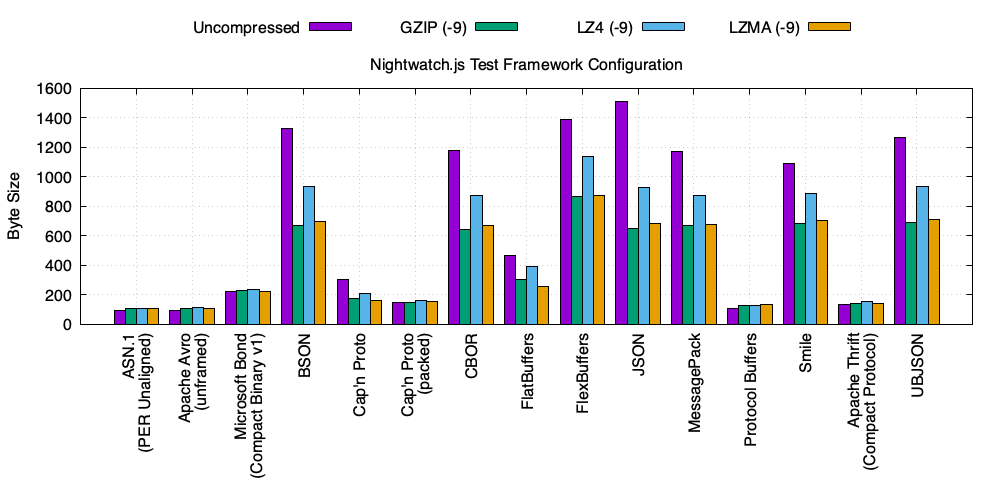 Uncompressed GZIP (-9) LZ4 (-9) LZMA (-9)
Nightwatch.js Test Framework Configuration
Byte Size
1600
1400
1200
1000
800
600
400
200
0
ASN.1
(PER Unaligned)
Apache Avro
(unframed)
Microsoft Bond
(Compact Binary v1)
BSON
Cap'n Proto
Cap'n Proto
(packed)
CBOR
FlatBuffers
FlexBuffers
JSON
MessagePack
Protocol Buffers
Smile
Apache Thrift
(Compact Protocol)
UBJSON